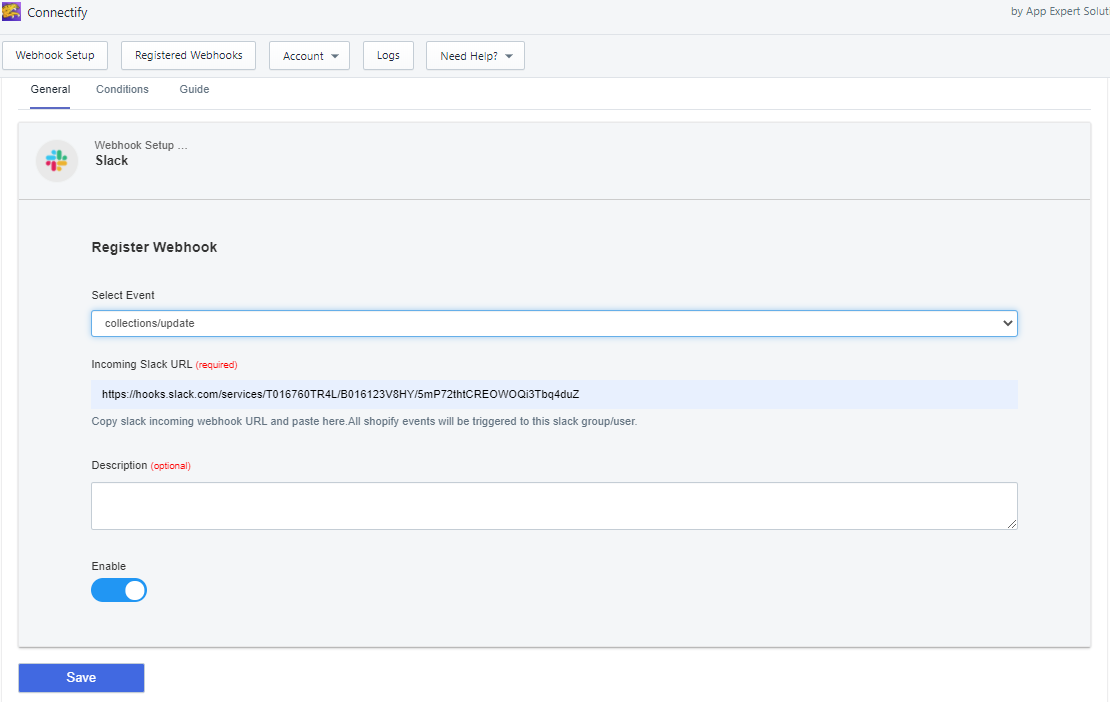 Connectify
by App Expert Soluti
Webhook Setup
Registered Webhooks
Account
Logs
Need Help?
General
Conditions
Guide
Webhook Setup ...
Slack
Register Webhook
Select Event
collections/update
Incoming Slack URL (required)
https://hooks.slack.com/services/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
Copy slack incoming webhook URL and paste here.All shopify events will be triggered to this slack group/user.
Description (optional)
Enable
Save